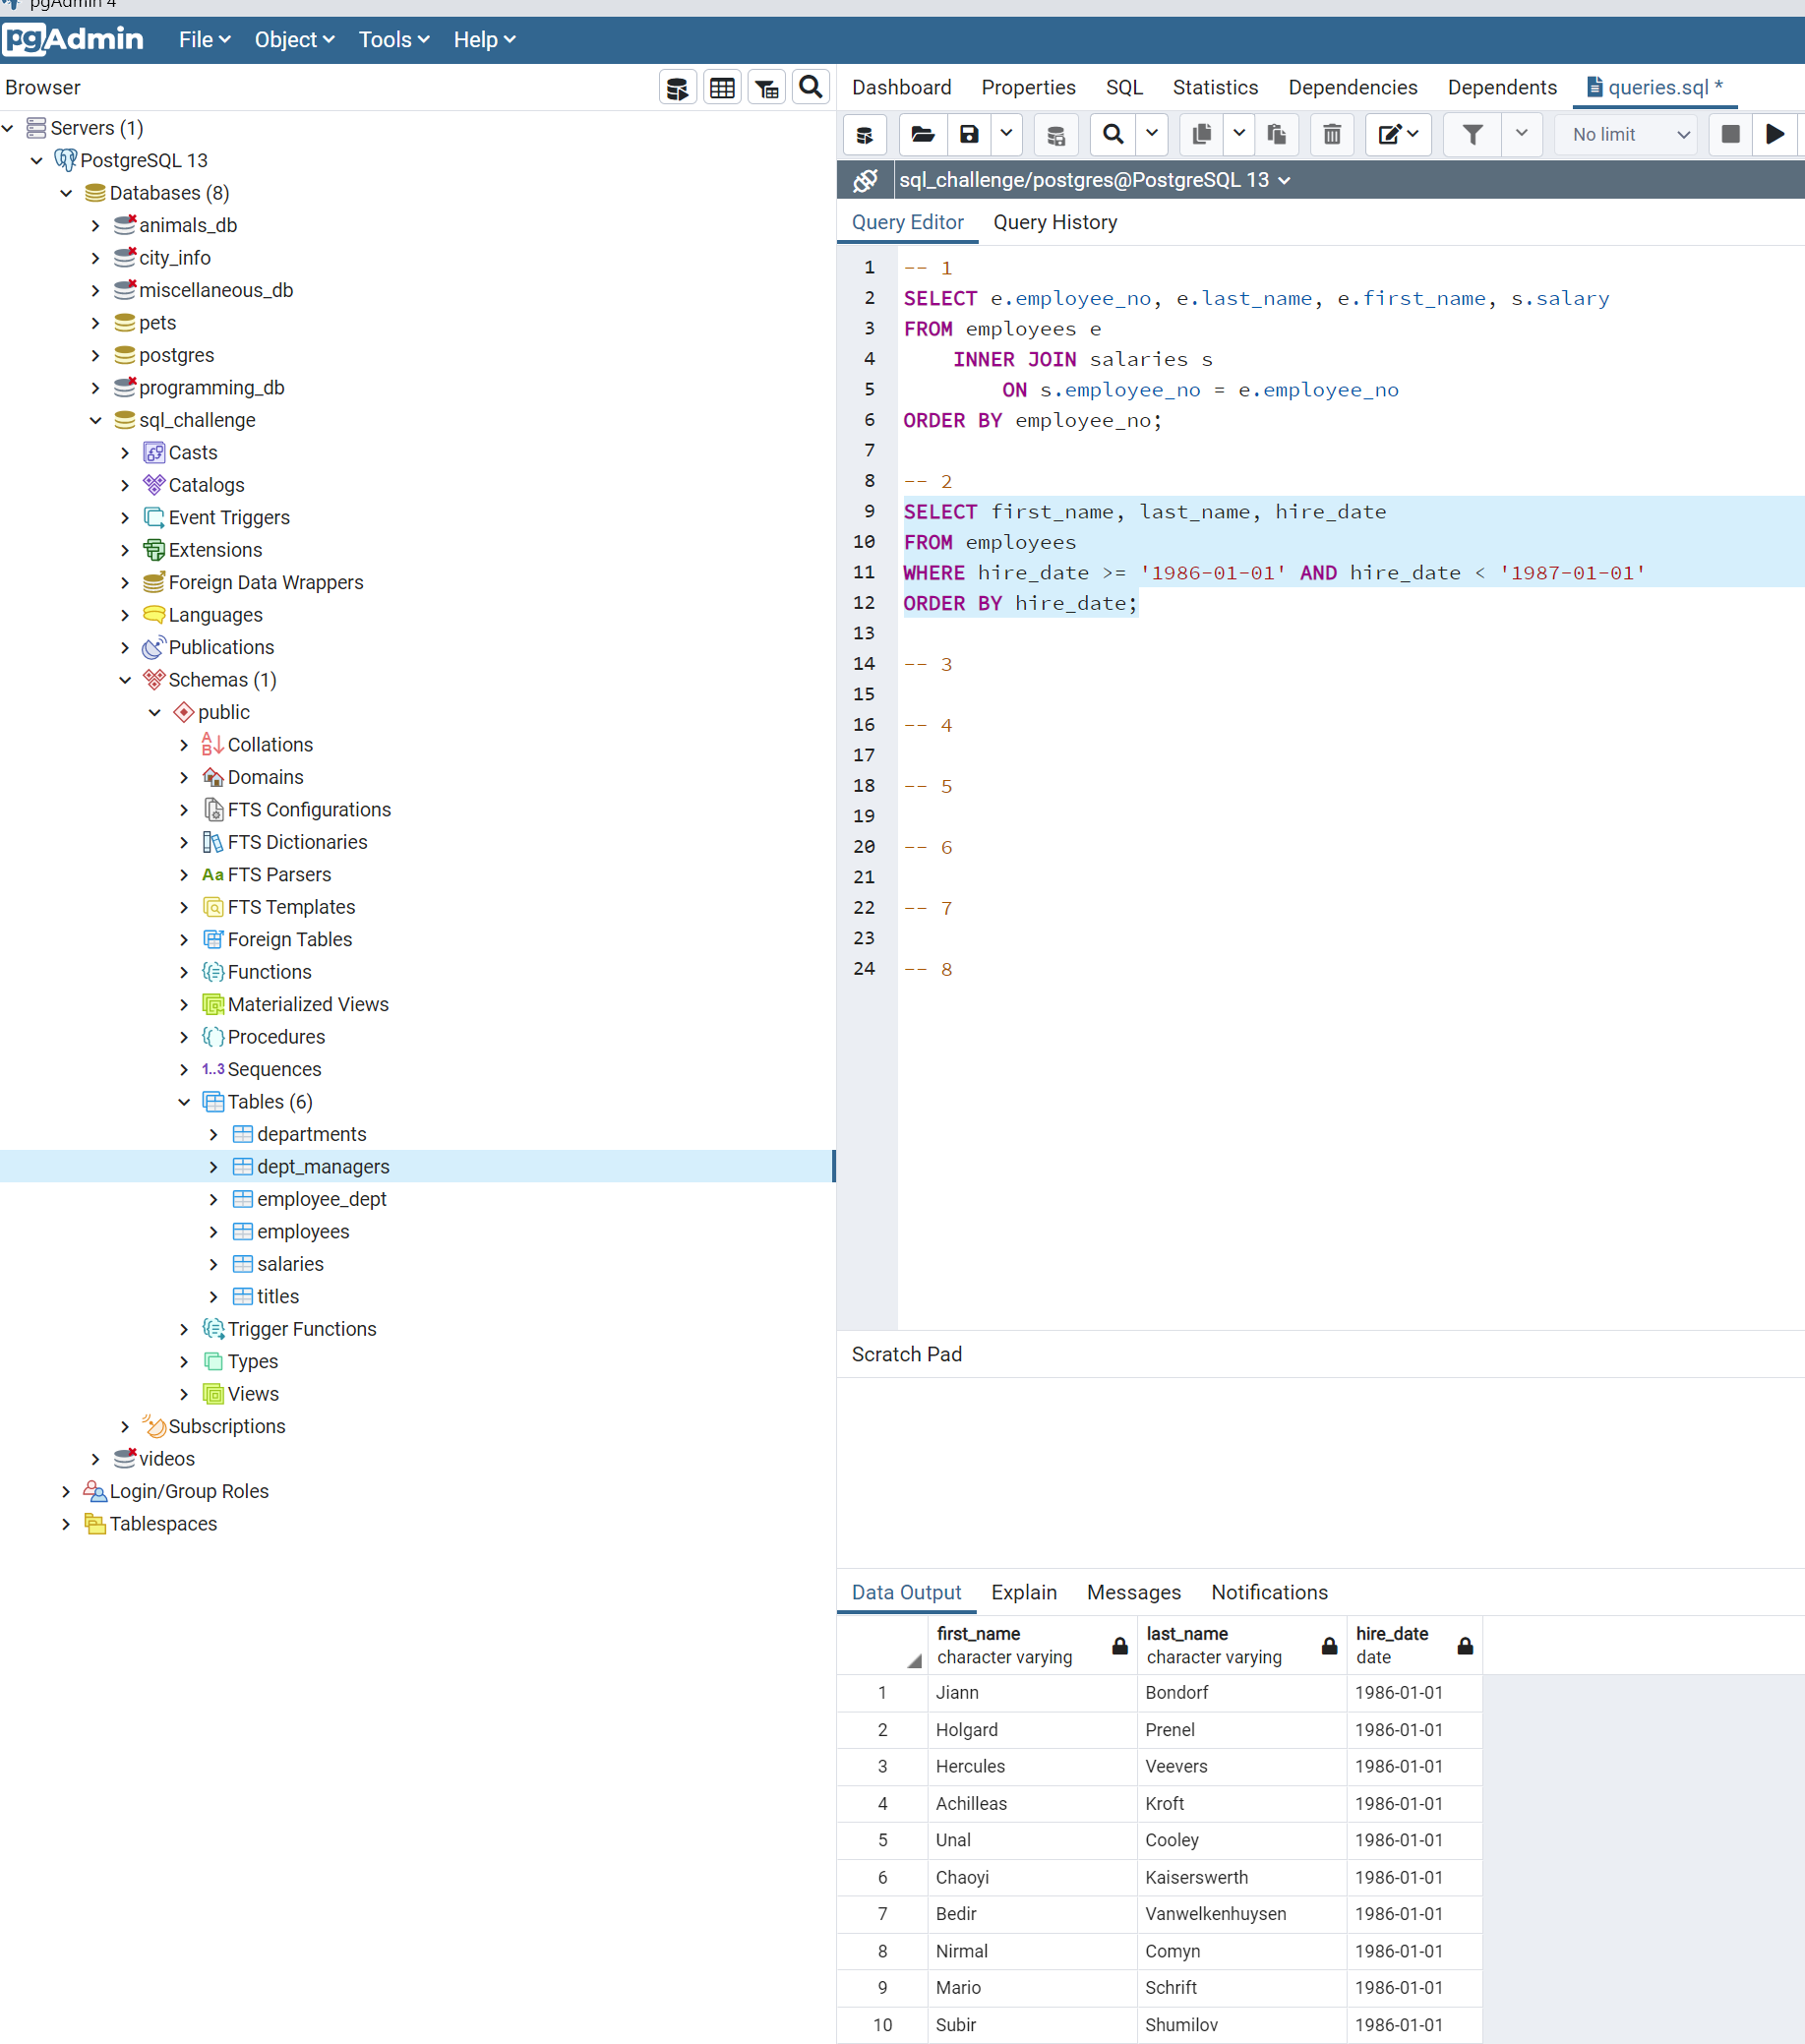 pgAdmin 4
pgAdmin File Object Tools Help
Browser
Servers (1)
PostgreSQL 13
Databases (8)
animals_db
city_info
miscellaneous_db
pets
postgres
programming_db
sql_challenge
Casts
Catalogs
Event Triggers
Extensions
Foreign Data Wrappers
Languages
Publications
Schemas (1)
public
Collations
Domains
FTS Configurations
FTS Dictionaries
Aa FTS Parsers
FTS Templates
Foreign Tables
Functions
Materialized Views
Procedures
1..3 Sequences
Tables (6)
departments
dept_managers
employee_dept
employees
salaries
titles
Trigger Functions
Types
Views
Subscriptions
videos
Login/Group Roles
Tablespaces
Dashboard Properties SQL Statistics Dependencies Dependents queries.sql *
No limit
sql_challenge/postgres@PostgreSQL 13
Query Editor Query History
1 -- 1
2 SELECT e.employee_no, e.last_name, e.first_name, s.salary
3 FROM employees e
4 INNER JOIN salaries s
5 ON s.employee_no = e.employee_no
6 ORDER BY employee_no;
7
8 -- 2
9 SELECT first_name, last_name, hire_date
10 FROM employees
11 WHERE hire_date >= '1986-01-01' AND hire_date < '1987-01-01'
12 ORDER BY hire_date;
13
14 -- 3
15
16 -- 4
17
18 -- 5
19
20 -- 6
21
22 -- 7
23
24 -- 8
Scratch Pad
Data Output Explain Messages Notifications
first_name last_name hire_date
character varying character varying date
1 Jiann Bondorf 1986-01-01
2 Holgard Prenel 1986-01-01
3 Hercules Veevers 1986-01-01
4 Achilleas Kroft 1986-01-01
5 Unal Cooley 1986-01-01
6 Chaoyi Kaiserswerth 1986-01-01
7 Bedir Vanwelkenhuysen 1986-01-01
8 Nirmal Comyn 1986-01-01
9 Mario Schrift 1986-01-01
10 Subir Shumilov 1986-01-01